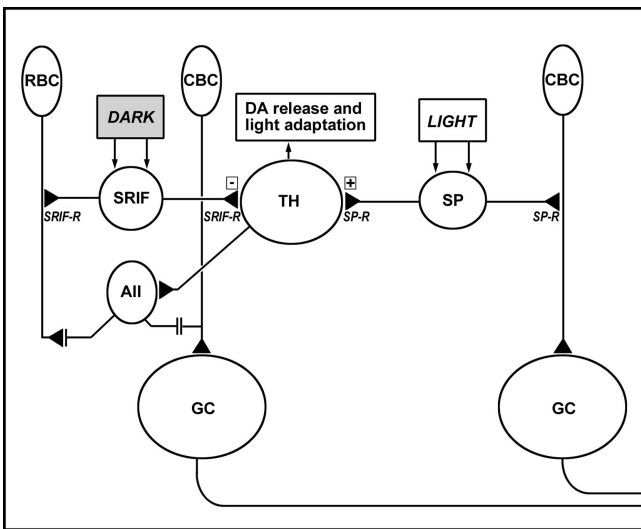 RBC
CBC
CBC
DARK
DA release and
light adaptation
LIGHT
-
+
SRIF
TH
SP
SRIF-R
SRIF-R
SP-R
SP-R
AII
GC
GC